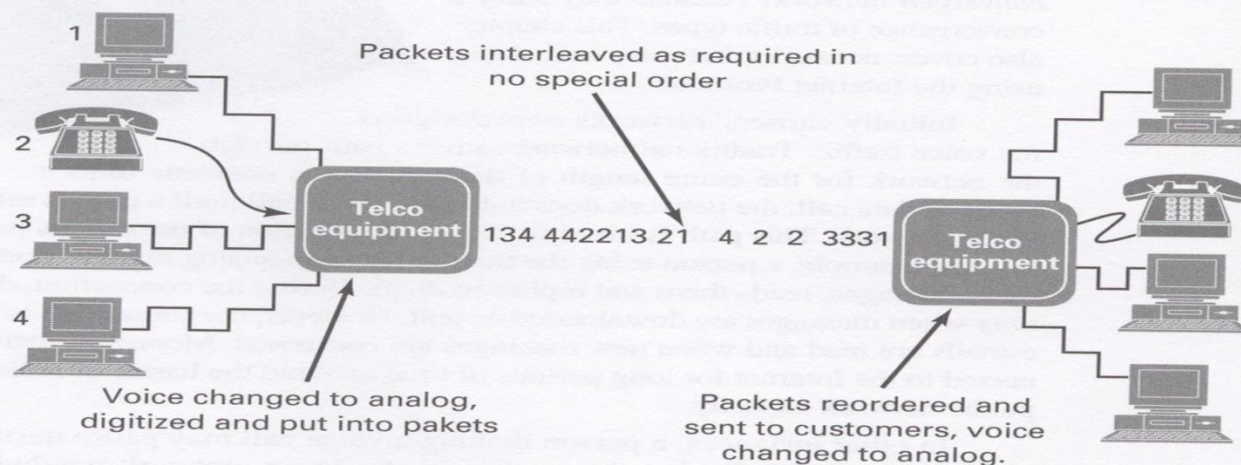 1
Packets interleaved as required in
no special order
2
3
4
Telco
equipment
134 442213 21 4 2 2 3331
Telco
equipment
Voice changed to analog,
digitized and put into pakets
Packets reordered and
sent to customers, voice
changed to analog.